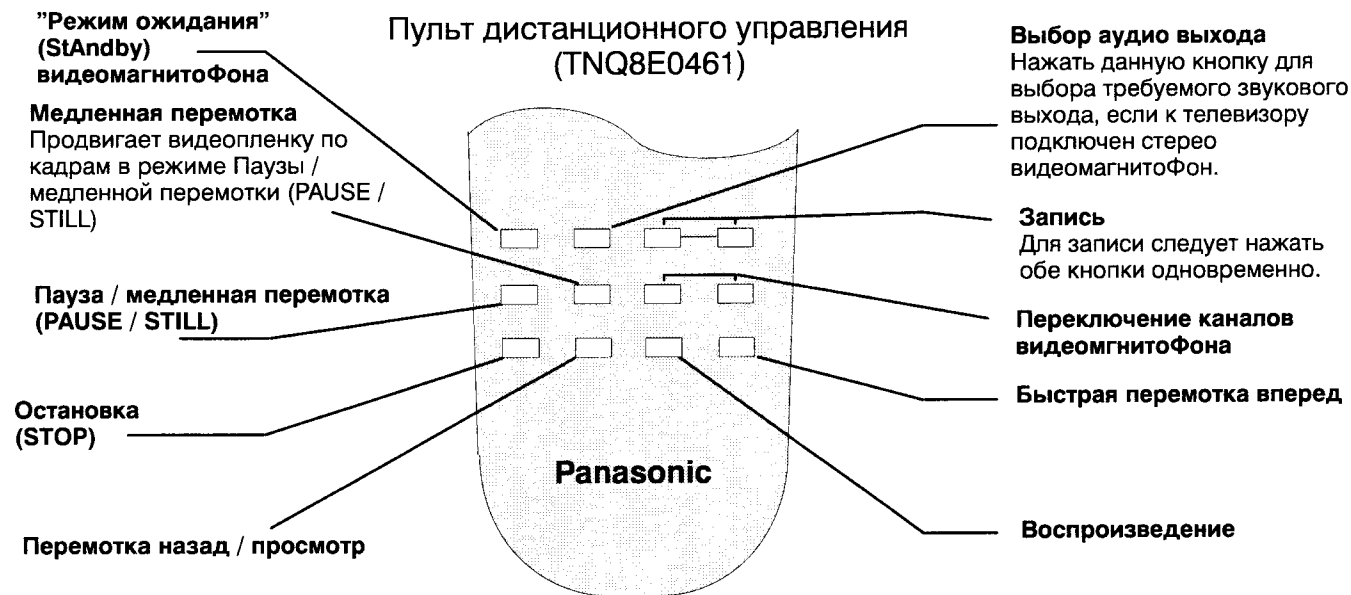 Пульт дистанционного управления
(TNQ8E0461)
"Режим ожидания"
(StAndby)
видеомагнитоФона
Медленная перемотка
Продвигает видеопленку по
кадрам в режиме Паузы /
медленной перемотки (PAUSE /
STILL)
Пауза / медленная перемотка
(PAUSE / STILL)
Остановка
(STOP)
Перемотка назад / просмотр
Выбор аудио выхода
Нажать данную кнопку для
выбора требуемого звукового
выхода, если к телевизору
подключен стерео
видеомагнитоФон.
Запись
Для записи следует нажать
обе кнопки одновременно.
Переключение каналов
видеомгнитоФона
Быстрая перемотка вперед
Воспроизведение
Panasonic